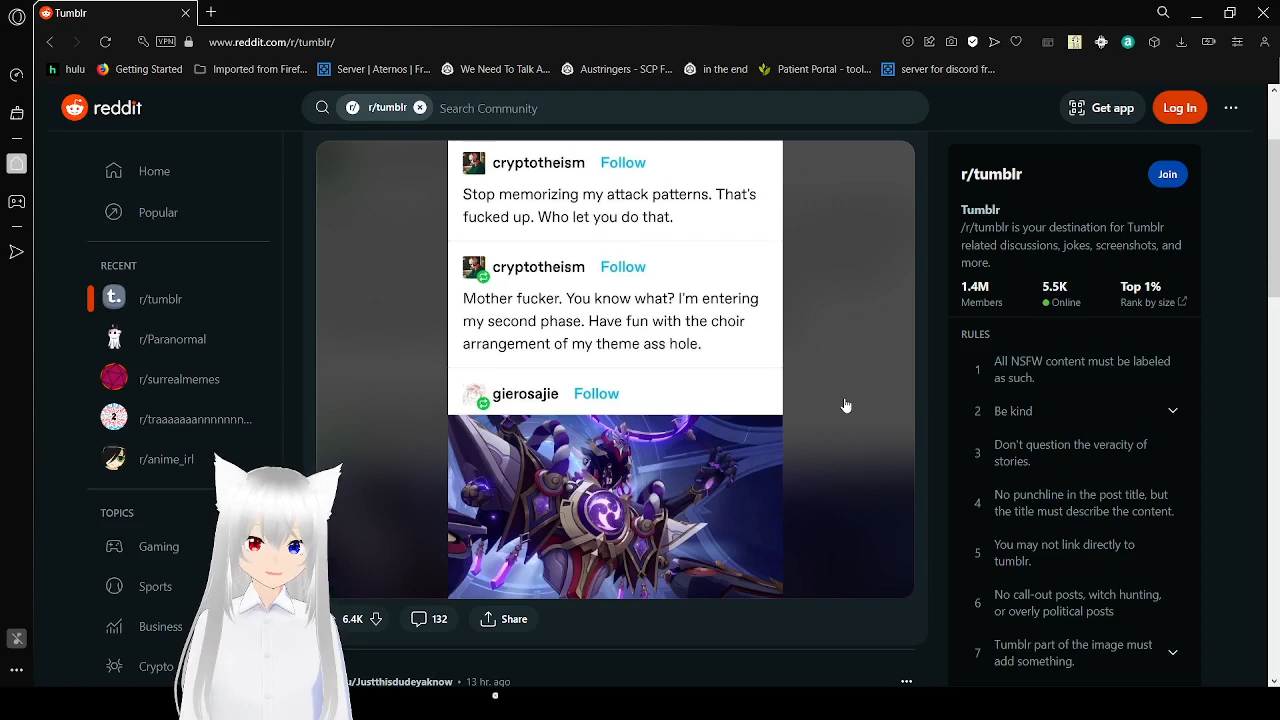 Tumblr
www.reddit.com/r/tumblr/
VPN
hulu
Getting Started
Imported from Firef...
Server | Aternos | Fr...
We Need To Talk A...
Austringers - SCP F...
in the end
Patient Portal - tool...
server for discord fr...
reddit
r/tumblr
Search Community
Get app
Log In
Home
Popular
RECENT
r/tumblr
r/Paranormal
r/surrealmemes
r/traaaaaaannnnnnn...
r/anime_irl
TOPICS
Gaming
Sports
Business
Crypto
cryptotheism Follow
Stop memorizing my attack patterns. That's
fucked up. Who let you do that.
cryptotheism Follow
Mother fucker. You know what? I'm entering
my second phase. Have fun with the choir
arrangement of my theme ass hole.
gierosajie Follow
6.4K
132
Share
u/Justthisdudeyaknow • 13 hr. ago
r/tumblr
Join
Tumblr
/r/tumblr is your destination for Tumblr
related discussions, jokes, screenshots, and
more.
1.4M 5.5K Top 1%
Members Online Rank by size
RULES
1 All NSFW content must be labeled
as such.
2 Be kind
3 Don't question the veracity of
stories.
4 No punchline in the post title, but
the title must describe the content.
5 You may not link directly to
tumblr.
6 No call-out posts, witch hunting,
or overly political posts
7 Tumblr part of the image must
add something.